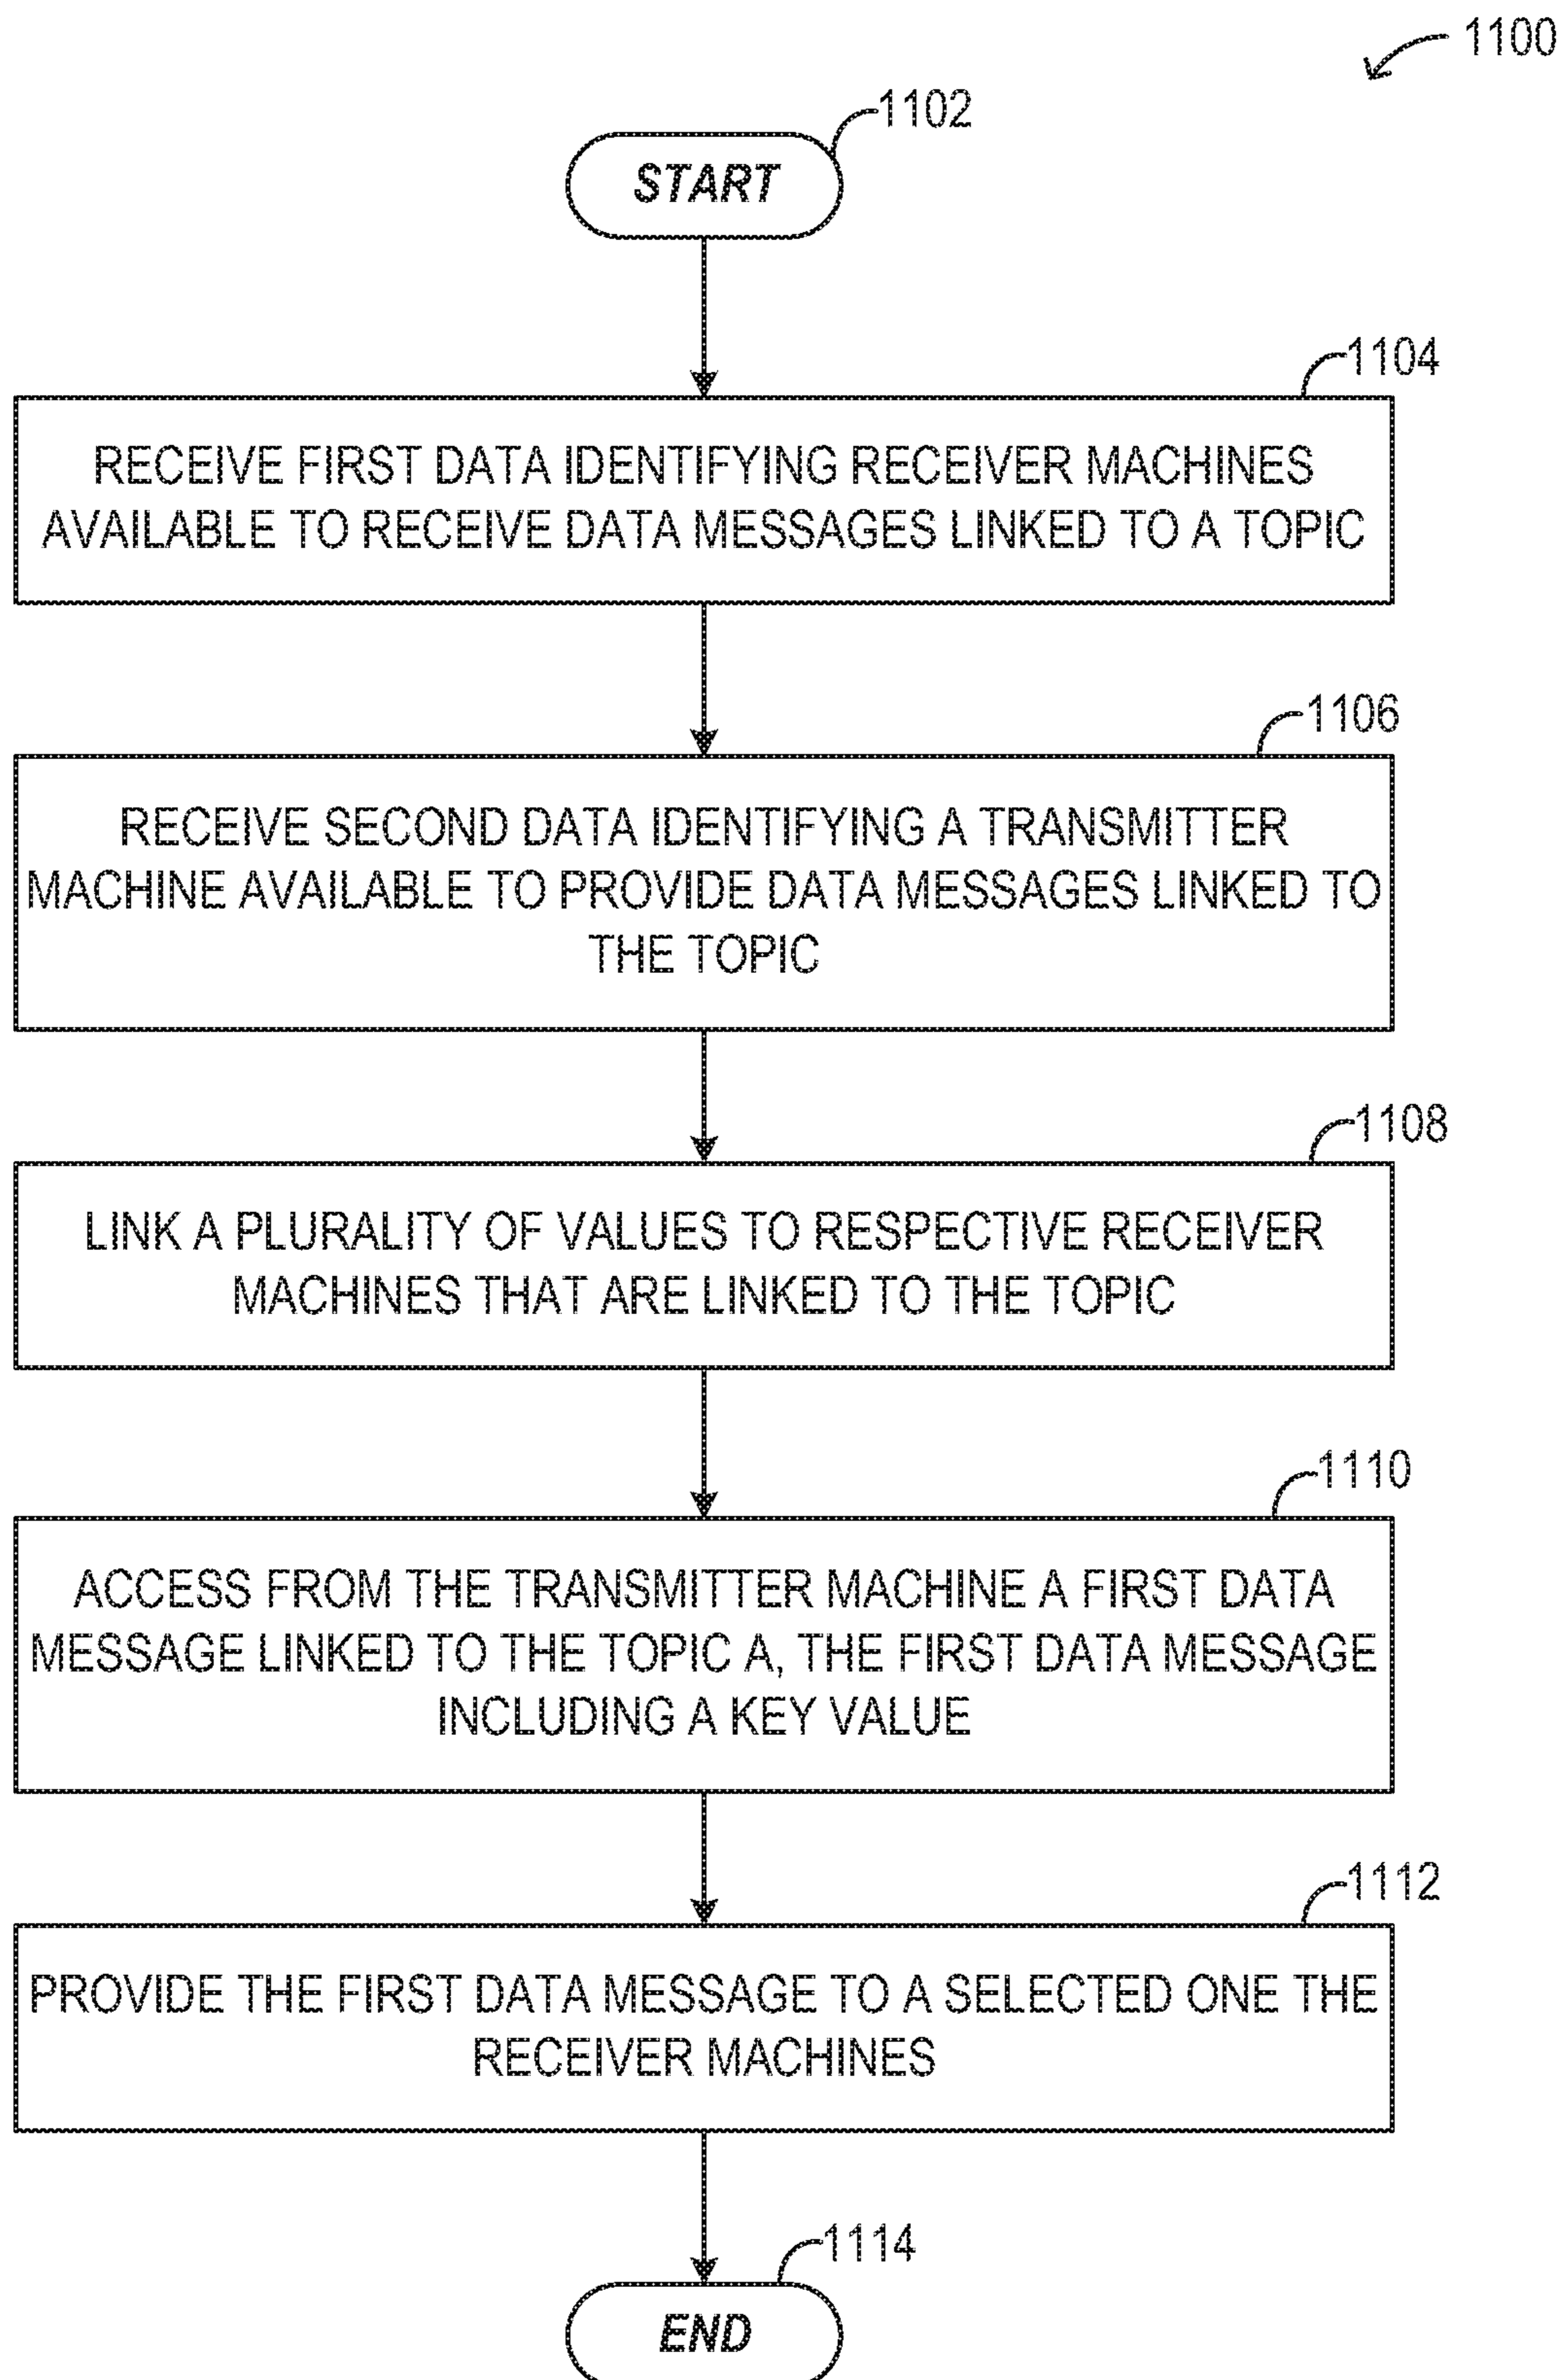 1100
1102
START
1104
RECEIVE FIRST DATA IDENTIFYING RECEIVER MACHINES
AVAILABLE TO RECEIVE DATA MESSAGES LINKED TO A TOPIC
1106
RECEIVE SECOND DATA IDENTIFYING A TRANSMITTER
MACHINE AVAILABLE TO PROVIDE DATA MESSAGES LINKED TO
THE TOPIC
1108
LINK A PLURALITY OF VALUES TO RESPECTIVE RECEIVER
MACHINES THAT ARE LINKED TO THE TOPIC
1110
ACCESS FROM THE TRANSMITTER MACHINE A FIRST DATA
MESSAGE LINKED TO THE TOPIC A, THE FIRST DATA MESSAGE
INCLUDING A KEY VALUE
1112
PROVIDE THE FIRST DATA MESSAGE TO A SELECTED ONE THE
RECEIVER MACHINES
1114
END